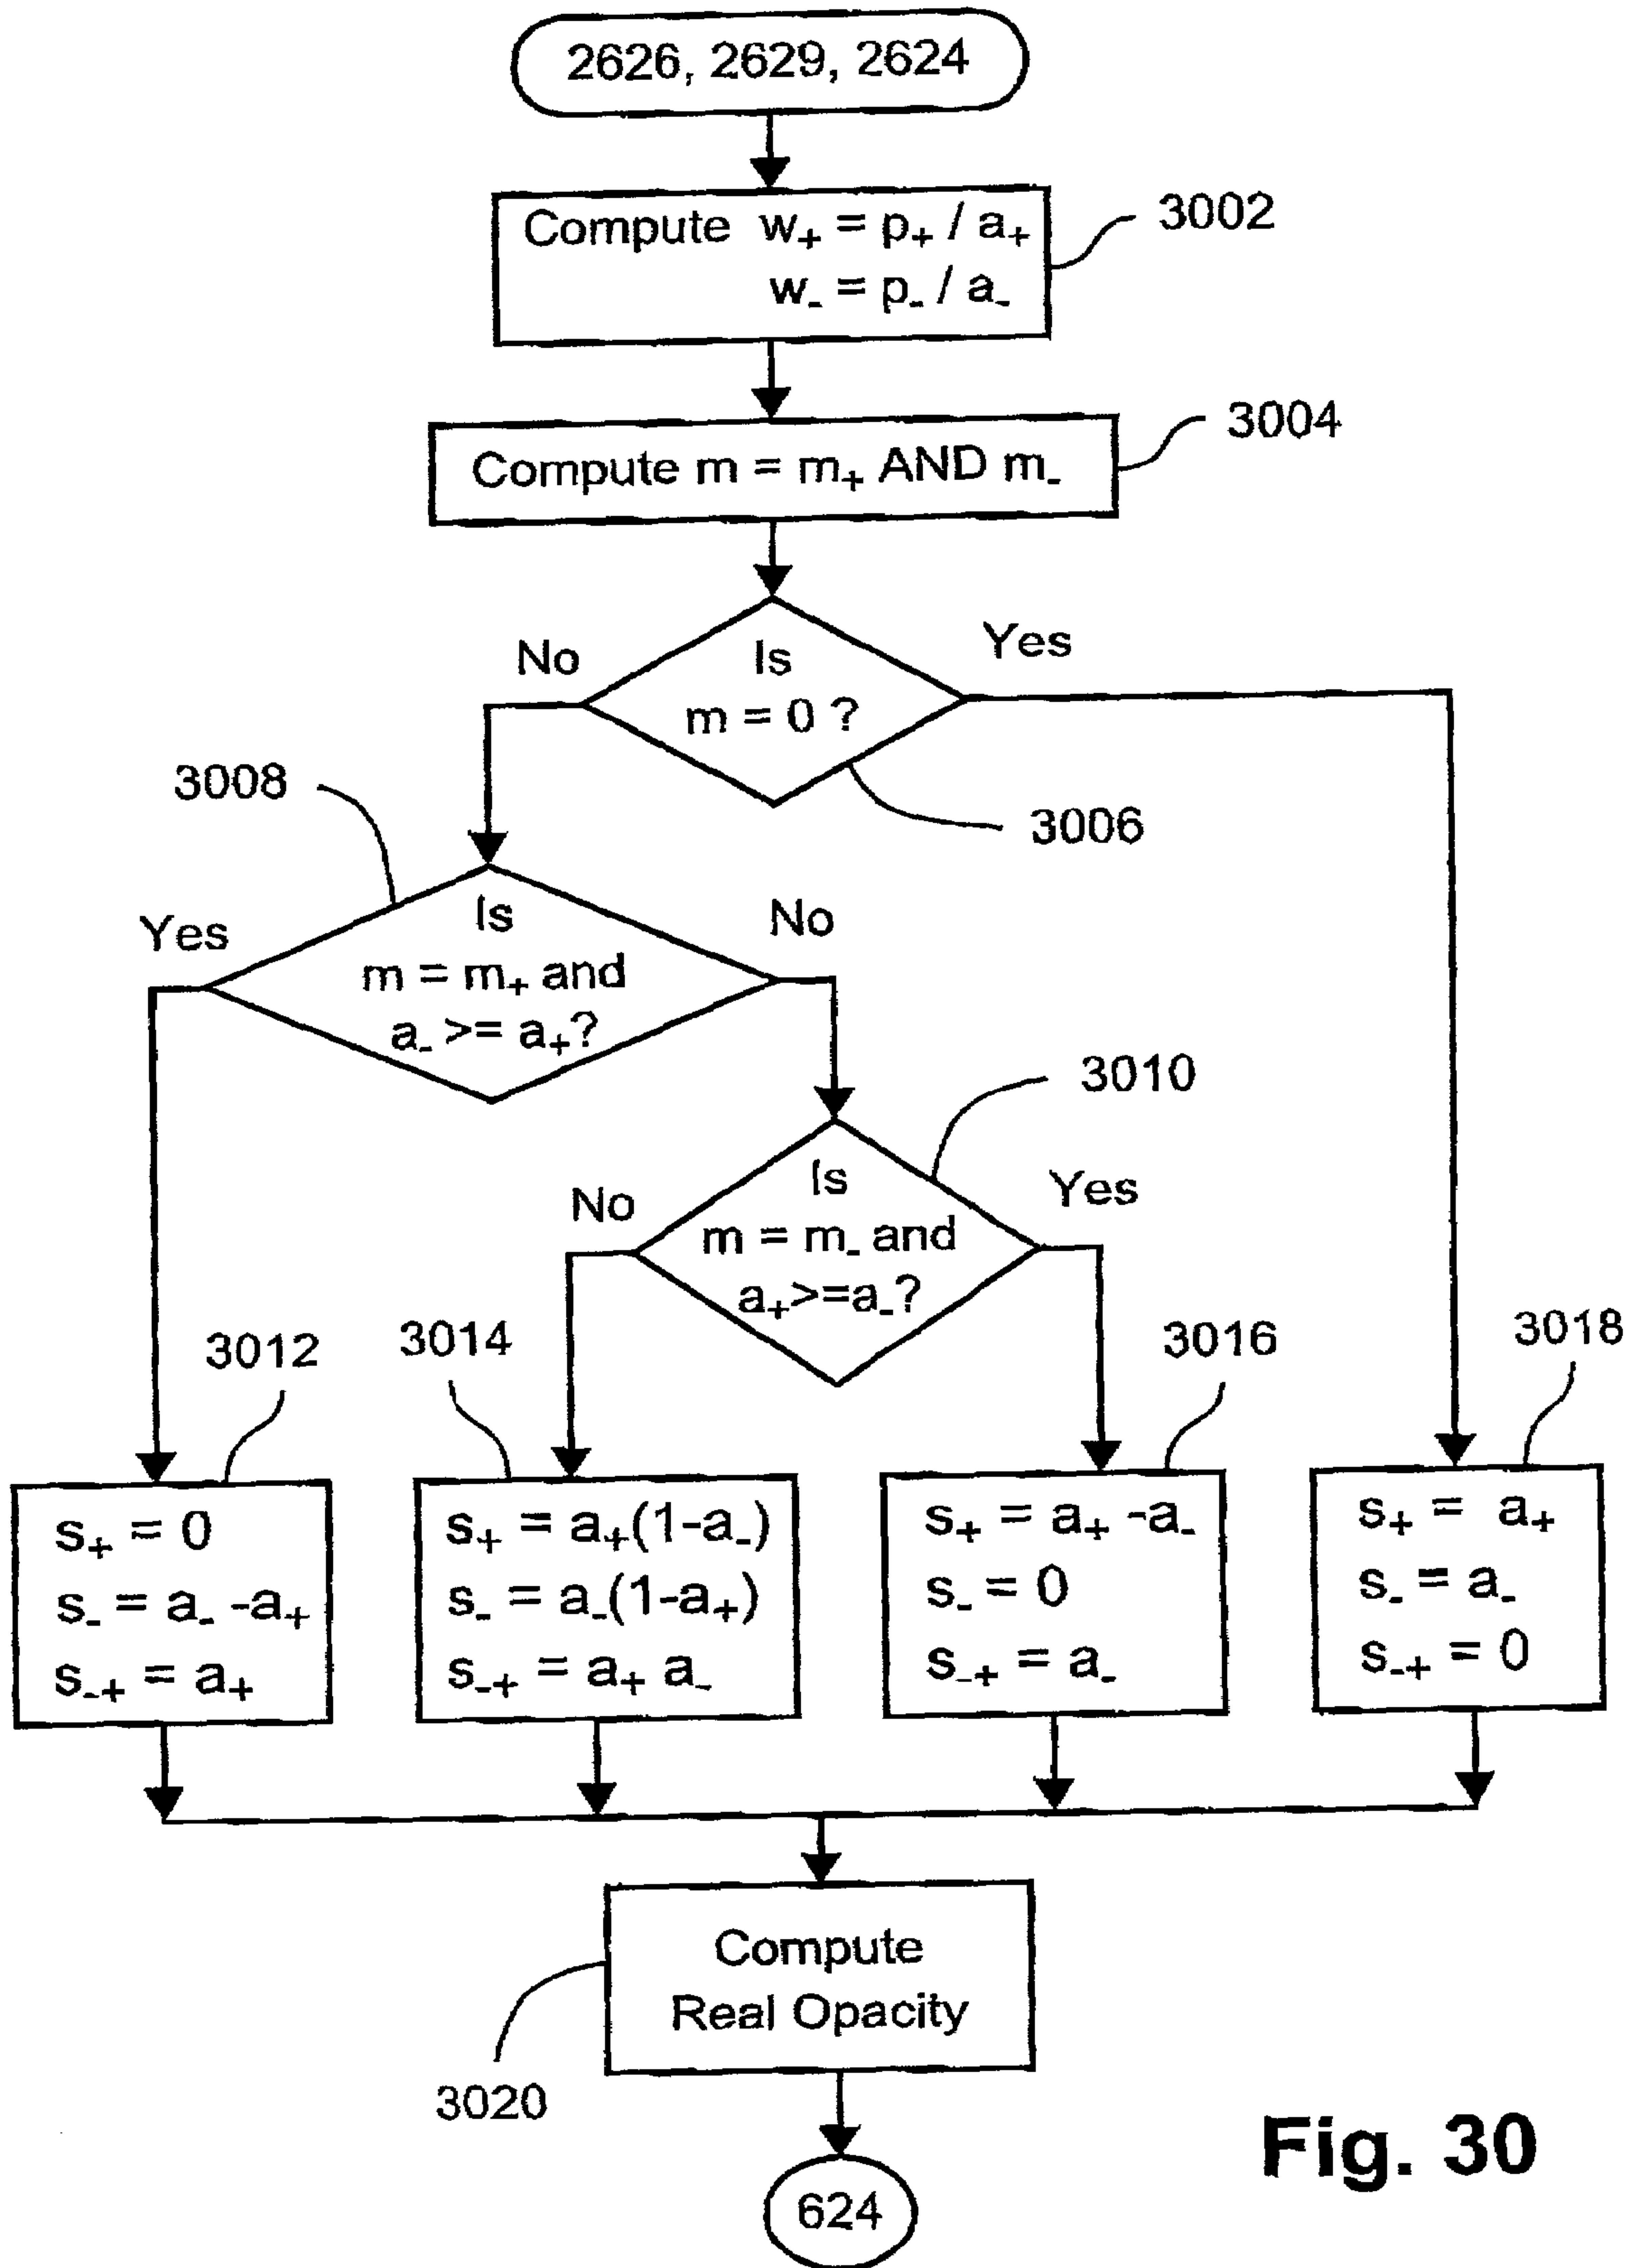 2626, 2629, 2624
Compute w₊ = p₊ / a₊
w₋ = p₋ / a₋
3002
Compute m = m₊ AND m₋
3004
No
Is
m = 0 ?
Yes
3006
3008
Yes
Is
m = m₊ and
a₋ >= a₊?
No
3010
No
Is
m = m₋ and
a₊>=a₋?
Yes
3012
s₊ = 0
s₋ = a₋ -a₊
s₋₊ = a₊
3014
s₊ = a₊(1-a₋)
s₋ = a₋(1-a₊)
s₋₊ = a₊ a₋
3016
s₊ = a₊ -a₋
s₋ = 0
s₋₊ = a₋
3018
s₊ = a₊
s₋ = a₋
s₋₊ = 0
Compute
Real Opacity
3020
624
Fig. 30